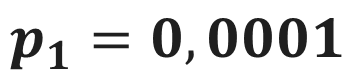 p₁ = 0,0001